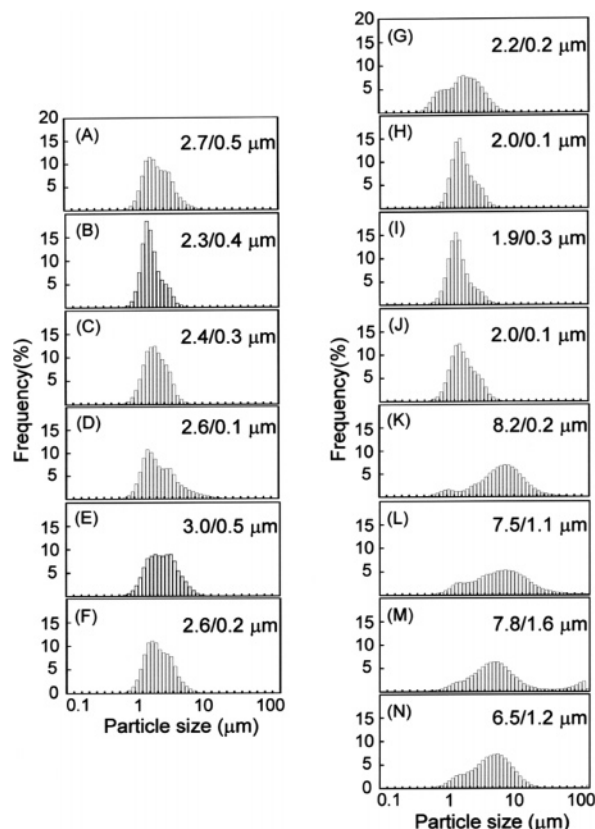 (A)
2.7/0.5 μm
20
15
10
5
(B)
2.3/0.4 μm
15
10
5
(C)
2.4/0.3 μm
15
10
5
(D)
2.6/0.1 μm
15
10
5
(E)
3.0/0.5 μm
15
10
5
(F)
2.6/0.2 μm
15
10
5
0
Frequency(%)
0.1 1 10 100
Particle size (μm)
(G)
2.2/0.2 μm
20
15
10
5
(H)
2.0/0.1 μm
15
10
5
(I)
1.9/0.3 μm
15
10
5
(J)
2.0/0.1 μm
15
10
5
(K)
8.2/0.2 μm
15
10
5
(L)
7.5/1.1 μm
15
10
5
(M)
7.8/1.6 μm
15
10
5
(N)
6.5/1.2 μm
15
10
5
0
Frequency(%)
0.1 1 10 100
Particle size (μm)